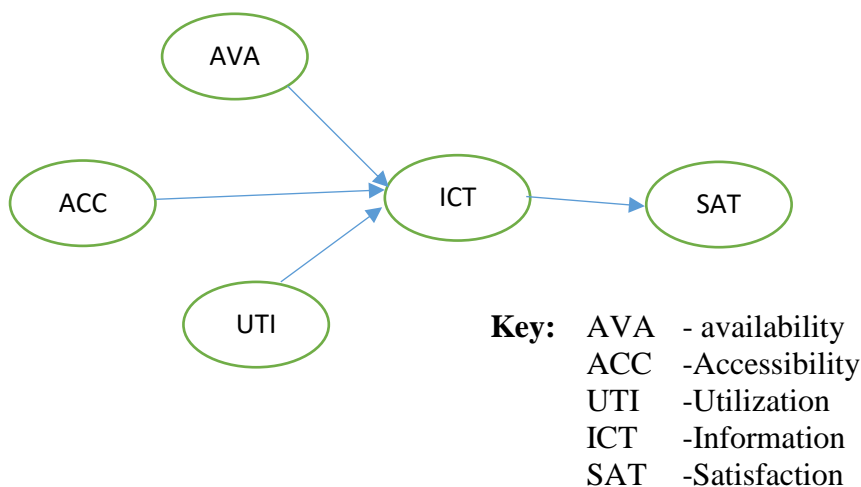 AVA
ACC
ICT
SAT
UTI
Key: AVA - availability
ACC -Accessibility
UTI -Utilization
ICT -Information
SAT -Satisfaction